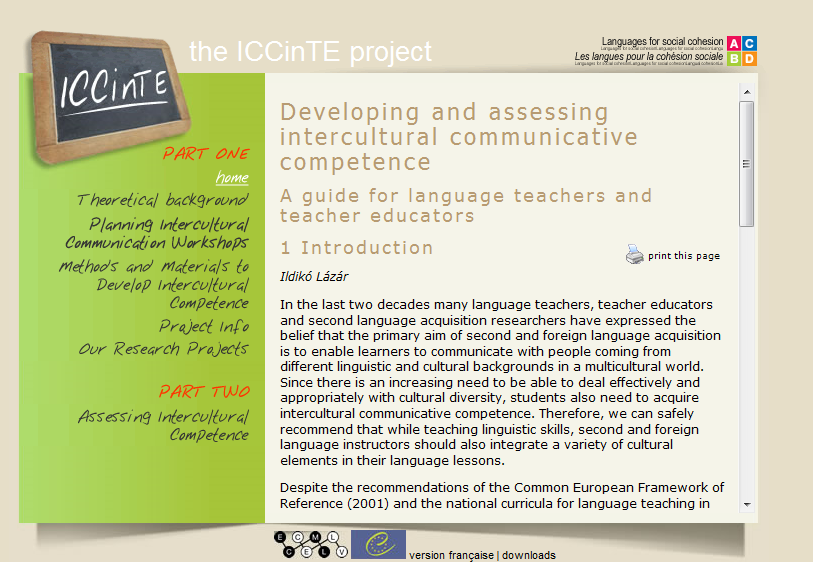 the ICCinTE project
Languages for social cohesion
Les langues pour la cohésion sociale
A C
B D
ICCinTE
PART ONE
home
Theoretical background
Planning Intercultural
Communication Workshops
Methods and Materials to
Develop Intercultural
Competence
Project Info
Our Research Projects
PART TWO
Assessing Intercultural
Competence
Developing and assessing
intercultural communicative
competence
A guide for language teachers and
teacher educators
1 Introduction
print this page
Ildikó Lázár
In the last two decades many language teachers, teacher educators
and second language acquisition researchers have expressed the
belief that the primary aim of second and foreign language acquisition
is to enable learners to communicate with people coming from
different linguistic and cultural backgrounds in a multicultural world.
Since there is an increasing need to be able to deal effectively and
appropriately with cultural diversity, students also need to acquire
intercultural communicative competence. Therefore, we can safely
recommend that while teaching linguistic skills, second and foreign
language instructors should also integrate a variety of cultural
elements in their language lessons.
Despite the recommendations of the Common European Framework of
Reference (2001) and the national curricula for language teaching in
E C M L
C E L V
version française | downloads